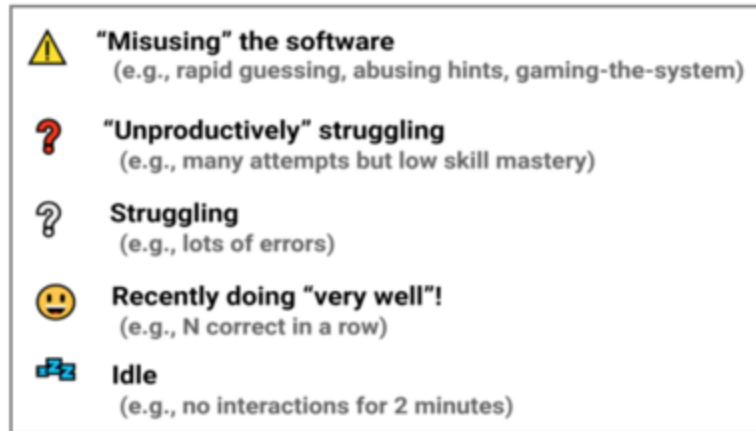 “Misusing” the software
(e.g., rapid guessing, abusing hints, gaming-the-system)
“Unproductively” struggling
(e.g., many attempts but low skill mastery)
Struggling
(e.g., lots of errors)
Recently doing “very well”!
(e.g., N correct in a row)
Idle
(e.g., no interactions for 2 minutes)